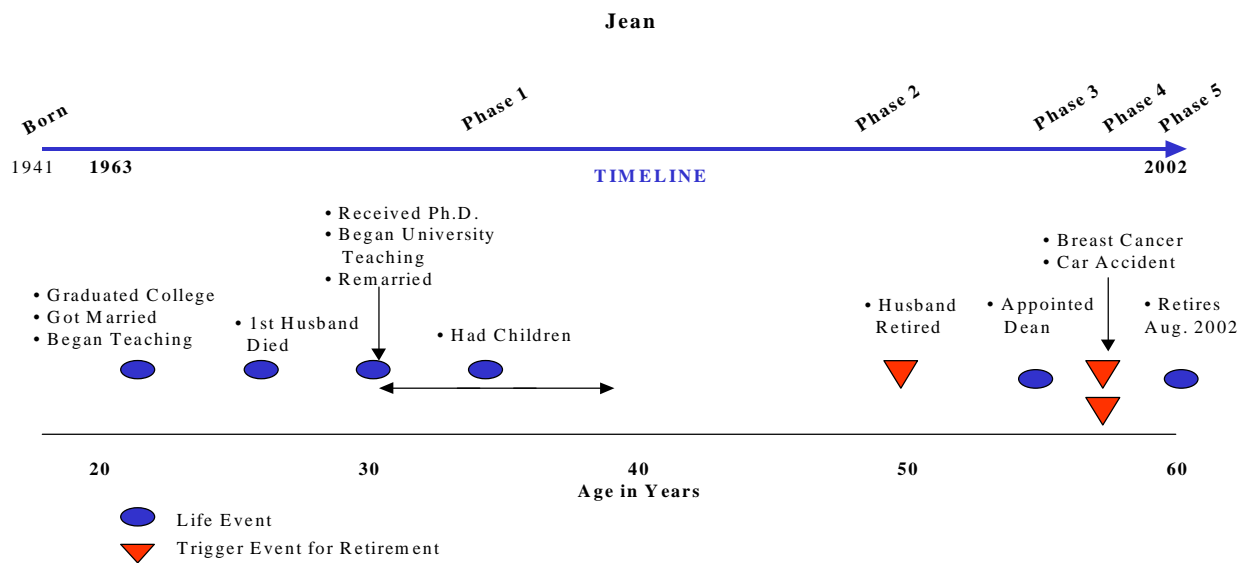 Jean
Born
Phase 1
Phase 2
Phase 3
Phase 4
Phase 5
1941
1963
TIMELINE
2002
• Graduated College
• Got Married
• Began Teaching
• 1st Husband
Died
• Received Ph.D.
• Began University
Teaching
• Remarried
• Had Children
• Husband
Retired
• Appointed
Dean
• Breast Cancer
• Car Accident
• Retires
Aug. 2002
20
30
40
50
60
Age in Years
Life Event
Trigger Event for Retirement